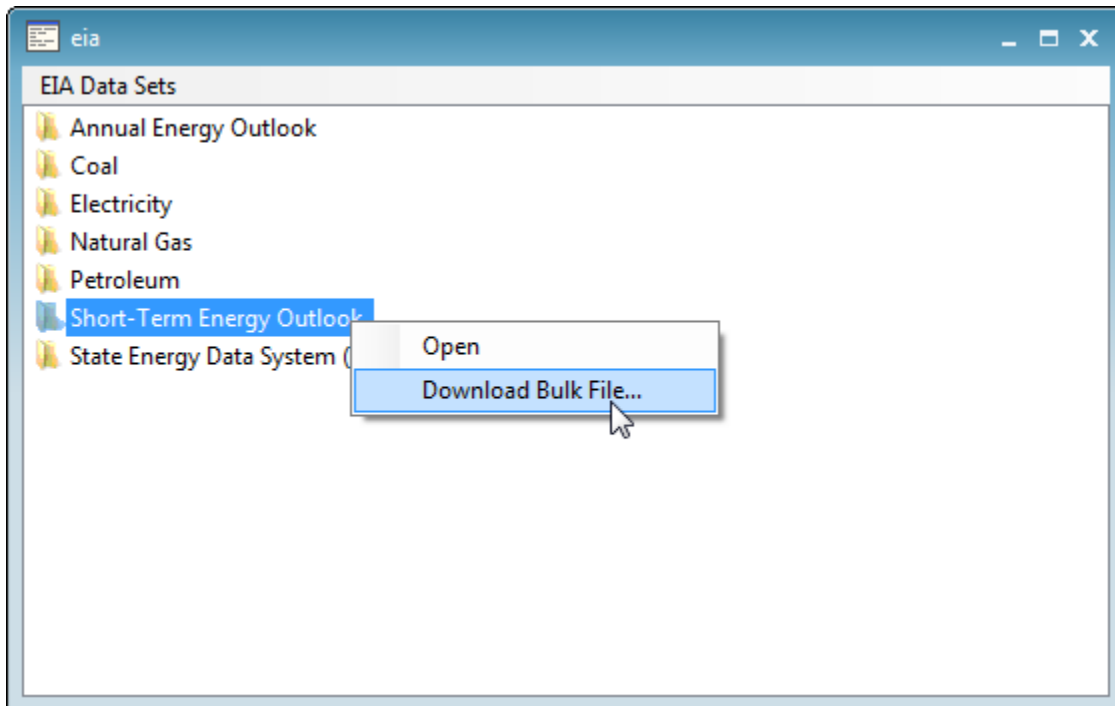 eia
EIA Data Sets
Annual Energy Outlook
Coal
Electricity
Natural Gas
Petroleum
Short-Term Energy Outlook
State Energy Data System (
Open
Download Bulk File...